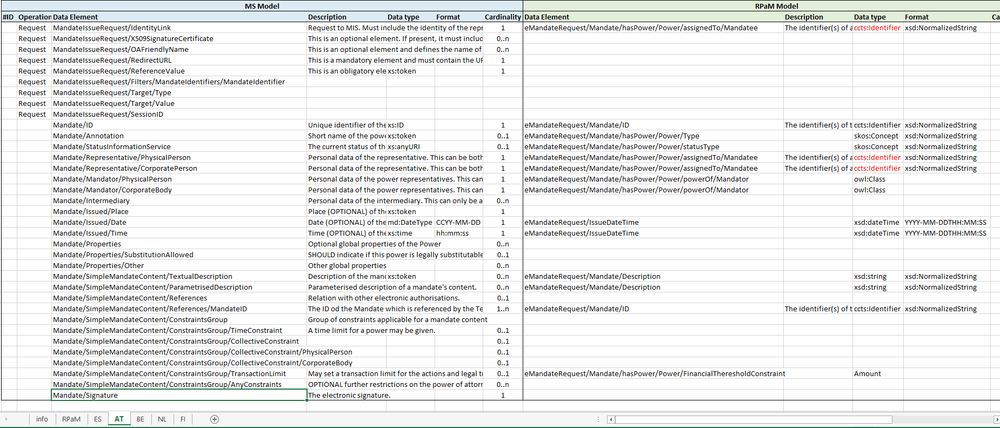 MS Model RPaM Model
#ID Operation Data Element Description Data type Format Cardinality Data Element Description Data type Format Ca
Request MandateIssueRequest/IdentityLink Request to MIS. Must include the identity of the repr 1 eMandateRequest/Mandate/hasPower/Power/assignedTo/Mandatee The identifier(s) of a ccts:Identifier xsd:NormalizedString
Request MandateIssueRequest/X509SignatureCertificate This is an optional element. If present, it must includ 0..n
Request MandateIssueRequest/OAFriendlyName This is an optional element and defines the name of 0..n
Request MandateIssueRequest/RedirectURL This is a mandatory element and must contain the UR 1
Request MandateIssueRequest/ReferenceValue This is an obligatory ele xs:token 1
Request MandateIssueRequest/Filters/MandateIdentifiers/MandateIdentifier
Request MandateIssueRequest/Target/Type
Request MandateIssueRequest/Target/Value
Request MandateIssueRequest/SessionID
Mandate/ID Unique identifier of the xs:ID 1 eMandateRequest/Mandate/ID The identifier(s) of t ccts:Identifier xsd:NormalizedString
Mandate/Annotation Short name of the powe xs:token 0..1 eMandateRequest/Mandate/hasPower/Power/Type skos:Concept xsd:NormalizedString
Mandate/StatusInformationService The current status of th xs:anyURI 0..1 eMandateRequest/Mandate/hasPower/Power/statusType skos:Concept xsd:NormalizedString
Mandate/Representative/PhysicalPerson Personal data of the representative. This can be both 1 eMandateRequest/Mandate/hasPower/Power/assignedTo/Mandatee The identifier(s) of a ccts:Identifier xsd:NormalizedString
Mandate/Representative/CorporatePerson Personal data of the representative. This can be both 1 eMandateRequest/Mandate/hasPower/Power/assignedTo/Mandatee The identifier(s) of a ccts:Identifier xsd:NormalizedString
Mandate/Mandator/PhysicalPerson Personal data of the power representatives. This can 1 eMandateRequest/Mandate/hasPower/Power/powerOf/Mandator owl:Class
Mandate/Mandator/CorporateBody Personal data of the power representatives. This can 1 eMandateRequest/Mandate/hasPower/Power/powerOf/Mandator owl:Class
Mandate/Intermediary Personal data of the intermediary. This can only be a 0..n
Mandate/Issued/Place Place (OPTIONAL) of the xs:token 1
Mandate/Issued/Date Date (OPTIONAL) of the md:DateType CCYY-MM-DD 1 eMandateRequest/IssueDateTime xsd:dateTime YYYY-MM-DDTHH:MM:SS
Mandate/Issued/Time Time (OPTIONAL) of the xs:time hh:mm:ss 1 eMandateRequest/IssueDateTime xsd:dateTime YYYY-MM-DDTHH:MM:SS
Mandate/Properties Optional global properties of the Power 0..n
Mandate/Properties/SubstitutionAllowed SHOULD indicate if this power is legally substitutable 0..1
Mandate/Properties/Other Other global properties 0..n
Mandate/SimpleMandateContent/TextualDescription Description of the mand xs:token 0..n eMandateRequest/Mandate/Description xsd:string xsd:NormalizedString
Mandate/SimpleMandateContent/ParametrisedDescription Parameterised description of a mandate's content. 0..n eMandateRequest/Mandate/Description xsd:string xsd:NormalizedString
Mandate/SimpleMandateContent/References Relation with other electronic authorisations. 0..1
Mandate/SimpleMandateContent/References/MandateID The ID od the Mandate which is referenced by the Te 1..n eMandateRequest/Mandate/ID The identifier(s) of t ccts:Identifier xsd:NormalizedString
Mandate/SimpleMandateContent/ConstraintsGroup Group of constraints applicable for a mandate content
Mandate/SimpleMandateContent/ConstraintsGroup/TimeConstraint A time limit for a power may be given. 0..1
Mandate/SimpleMandateContent/ConstraintsGroup/CollectiveConstraint 0..1
Mandate/SimpleMandateContent/ConstraintsGroup/CollectiveConstraint/PhysicalPerson 0..1
Mandate/SimpleMandateContent/ConstraintsGroup/CollectiveConstraint/CorporateBody 0..1
Mandate/SimpleMandateContent/ConstraintsGroup/TransactionLimit May set a transaction limit for the actions and legal tr 0..1 eMandateRequest/Mandate/hasPower/Power/FinancialTheresholdConstraint Amount
Mandate/SimpleMandateContent/ConstraintsGroup/AnyConstraints OPTIONAL further restrictions on the power of attorn 0..n
Mandate/Signature The electronic signature. 1
info RPaM ES AT BE NL FI